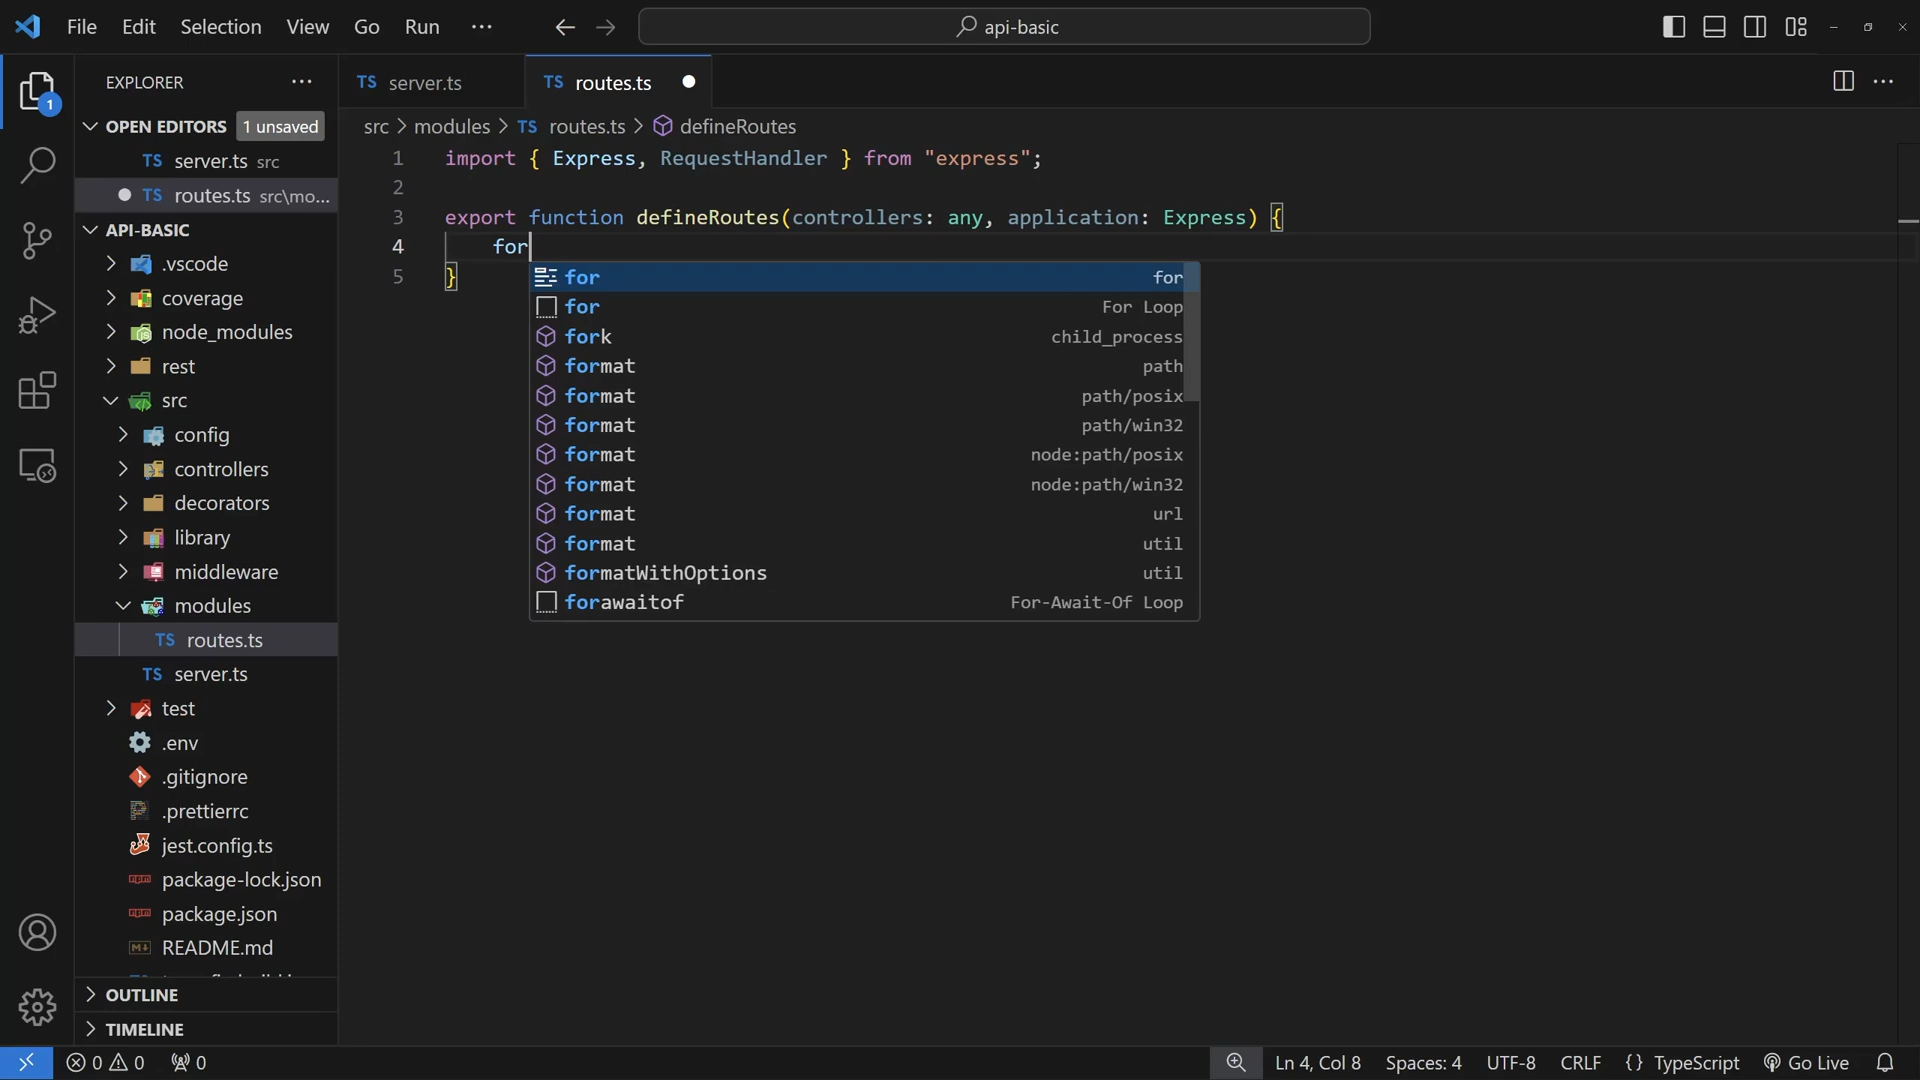 File Edit Selection View Go Run ···
api-basic
EXPLORER ···
OPEN EDITORS 1 unsaved
TS server.ts src
TS routes.ts src\mo...
API-BASIC
.vscode
coverage
node_modules
rest
src
config
controllers
decorators
library
middleware
modules
TS routes.ts
TS server.ts
test
.env
.gitignore
.prettierrc
jest.config.ts
package-lock.json
package.json
README.md
OUTLINE
TIMELINE
1
TS server.ts
TS routes.ts
src > modules > TS routes.ts > defineRoutes
1 import { Express, RequestHandler } from "express";
2
3 export function defineRoutes(controllers: any, application: Express) {
4 for
5 }
for for
for For Loop
fork child_process
format path
format path/posix
format path/win32
format node:path/posix
format node:path/win32
format url
format util
formatWithOptions util
forawaitof For-Await-Of Loop
0 0 0
Ln 4, Col 8 Spaces: 4 UTF-8 CRLF {} TypeScript Go Live